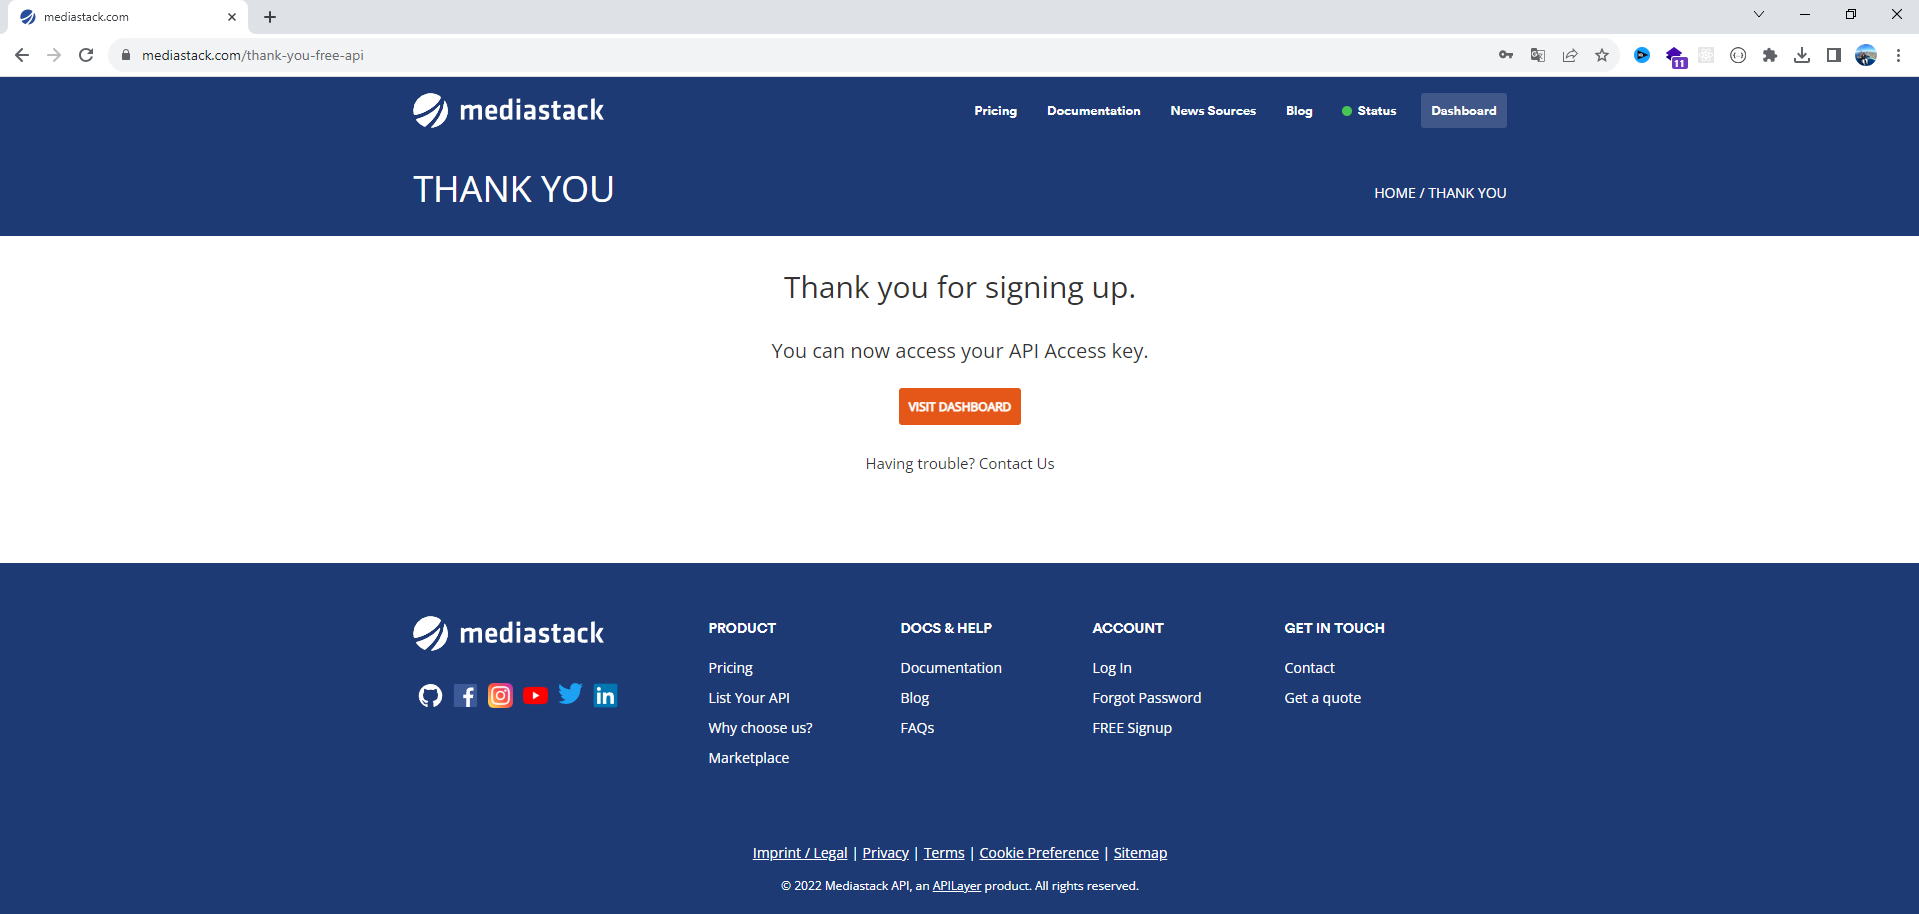 mediastack.com
mediastack.com/thank-you-free-api
11
mediastack
Pricing
Documentation
News Sources
Blog
Status
Dashboard
THANK YOU
HOME / THANK YOU
Thank you for signing up.
You can now access your API Access key.
VISIT DASHBOARD
Having trouble? Contact Us
mediastack
PRODUCT
Pricing
List Your API
Why choose us?
Marketplace
DOCS & HELP
Documentation
Blog
FAQs
ACCOUNT
Log In
Forgot Password
FREE Signup
GET IN TOUCH
Contact
Get a quote
Imprint / Legal | Privacy | Terms | Cookie Preference | Sitemap
© 2022 Mediastack API, an APILayer product. All rights reserved.